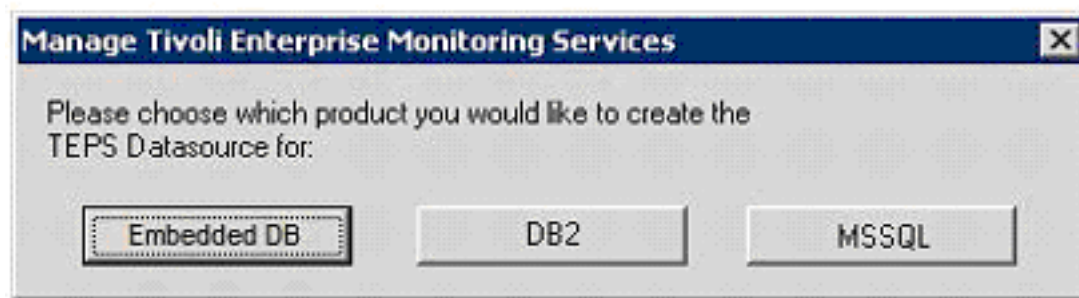 Manage Tivoli Enterprise Monitoring Services
Please choose which product you would like to create the
TEPS Datasource for:
Embedded DB
DB2
MSSQL